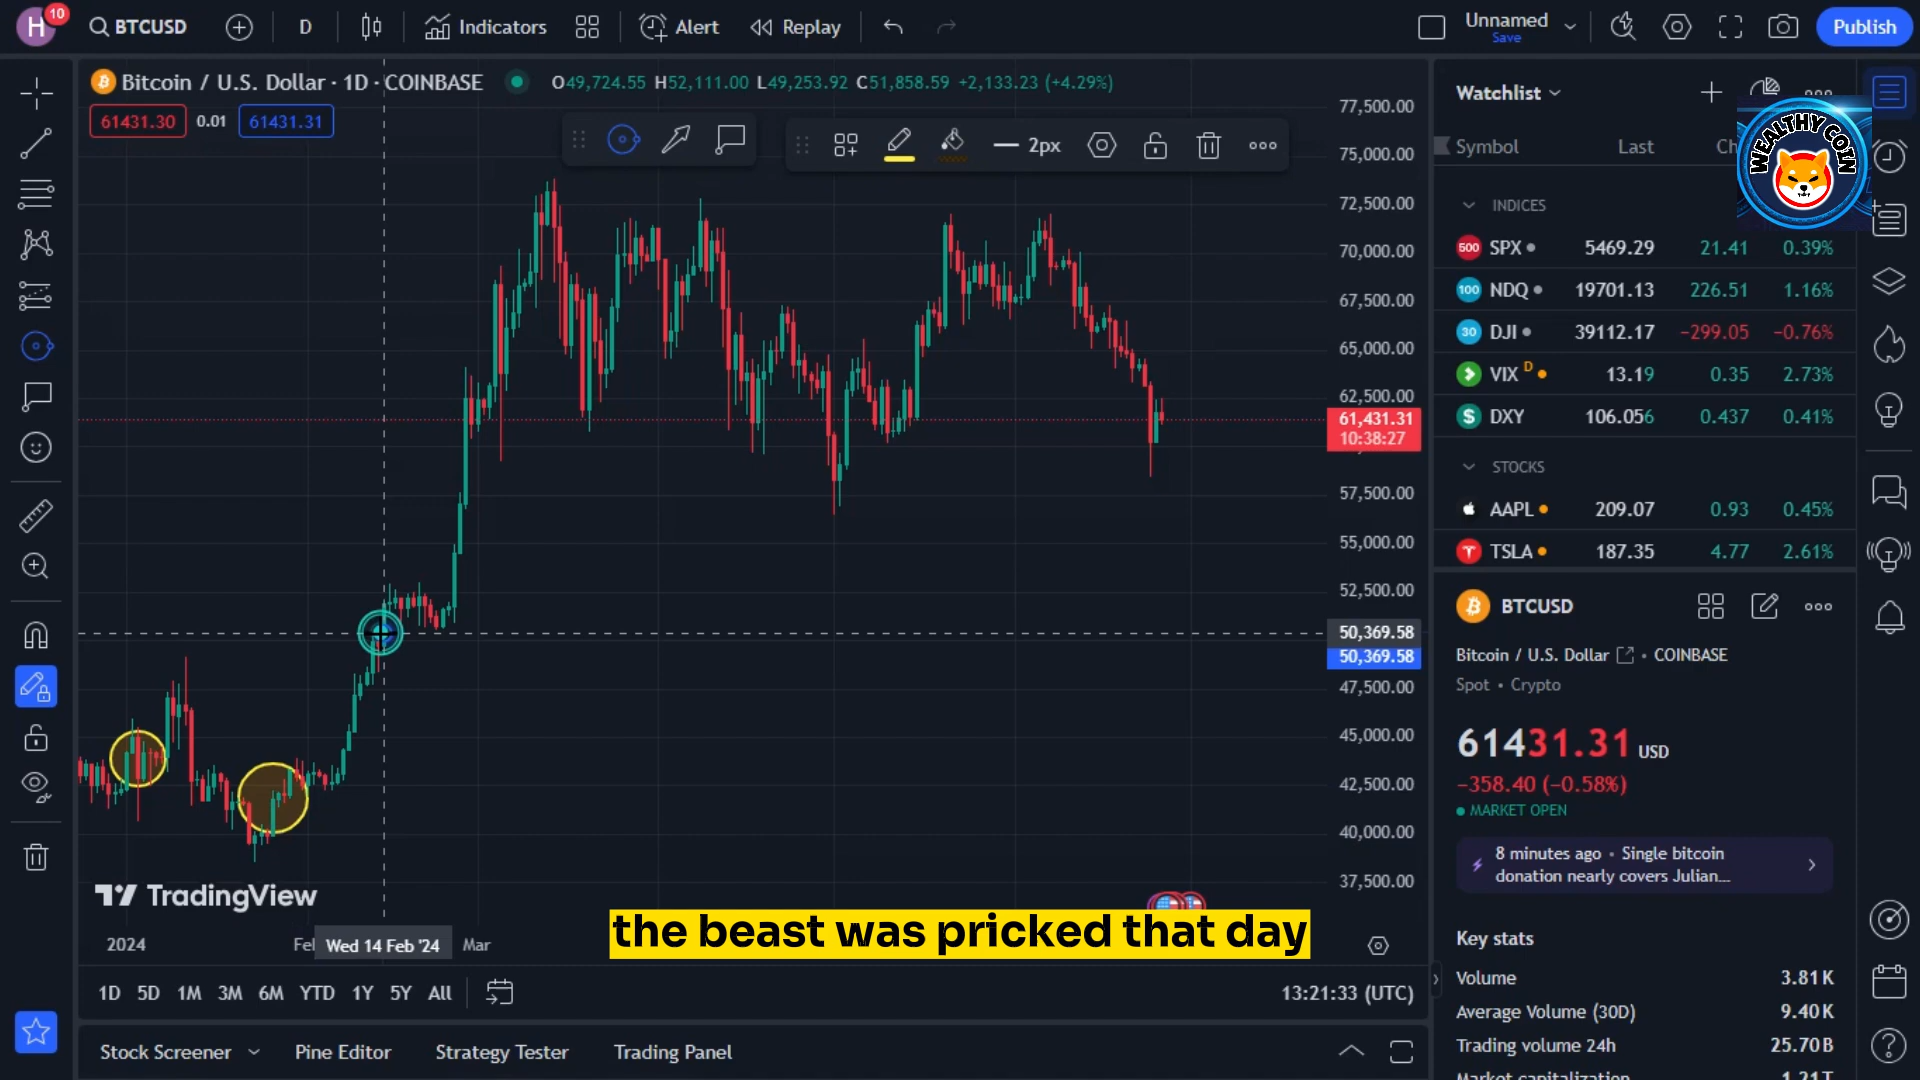 H
10
BTCUSD
D
Indicators
Alert
Replay
Unnamed
Save
Publish
Bitcoin / U.S. Dollar · 1D · COINBASE
O49,724.55 H52,111.00 L49,253.92 C51,858.59 +2,133.23 (+4.29%)
61431.30
0.01
61431.31
2px
77,500.00
75,000.00
72,500.00
70,000.00
67,500.00
65,000.00
62,500.00
61,431.31
10:38:27
57,500.00
55,000.00
52,500.00
50,369.58
50,369.58
47,500.00
45,000.00
42,500.00
40,000.00
37,500.00
TradingView
2024
Wed 14 Feb '24
Mar
the beast was pricked that day
1D 5D 1M 3M 6M YTD 1Y 5Y All
13:21:33 (UTC)
Stock Screener
Pine Editor
Strategy Tester
Trading Panel
Watchlist
WEALTHY COIN
Symbol Last
INDICES
500 SPX 5469.29 21.41 0.39%
100 NDQ 19701.13 226.51 1.16%
30 DJI 39112.17 −299.05 −0.76%
VIX D 13.19 0.35 2.73%
$ DXY 106.056 0.437 0.41%
STOCKS
AAPL 209.07 0.93 0.45%
TSLA 187.35 4.77 2.61%
BTCUSD
Bitcoin / U.S. Dollar · COINBASE
Spot · Crypto
61431.31 USD
−358.40 (−0.58%)
MARKET OPEN
8 minutes ago · Single bitcoin
donation nearly covers Julian...
Key stats
Volume 3.81K
Average Volume (30D) 9.40K
Trading volume 24h 25.70B
Market capitalization 1.21T